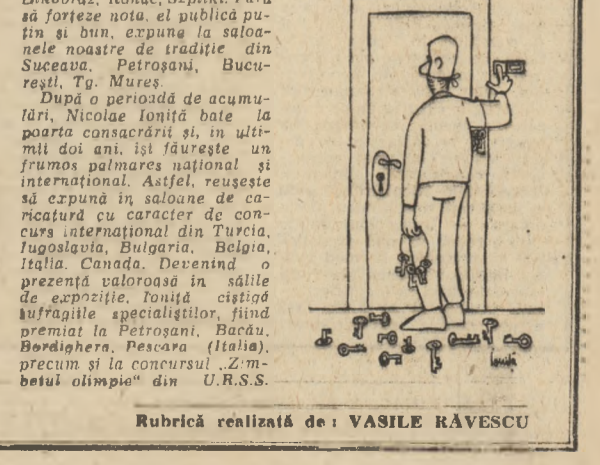 să forțeze nota, el publică pu-
țin și bun, expune la saloa-
nele noastre de tradiție din
Suceava, Petroșani, Bucu-
rești, Tg. Mureș.
După o perioadă de acumu-
lări, Nicolae Ioniță bate la
poarta consacrării și, în ulti-
mii doi ani, își făurește un
frumos palmares național și
internațional. Astfel, reușește
să expună în saloane de ca-
ricatură cu caracter de con-
curs internațional din Turcia,
Iugoslavia, Bulgaria, Belgia,
Italia, Canada. Devenind o
prezență valoroasă în sălile
de expoziție, Ioniță cîștigă
sufragiile specialiștilor, fiind
premiat la Petroșani, Bacău,
Bordighera, Pescara (Italia),
precum și la concursul „Zîm-
betul olimpic" din U.R.S.S.
Ioniță
Rubrică realizată de: VASILE RĂVESCU